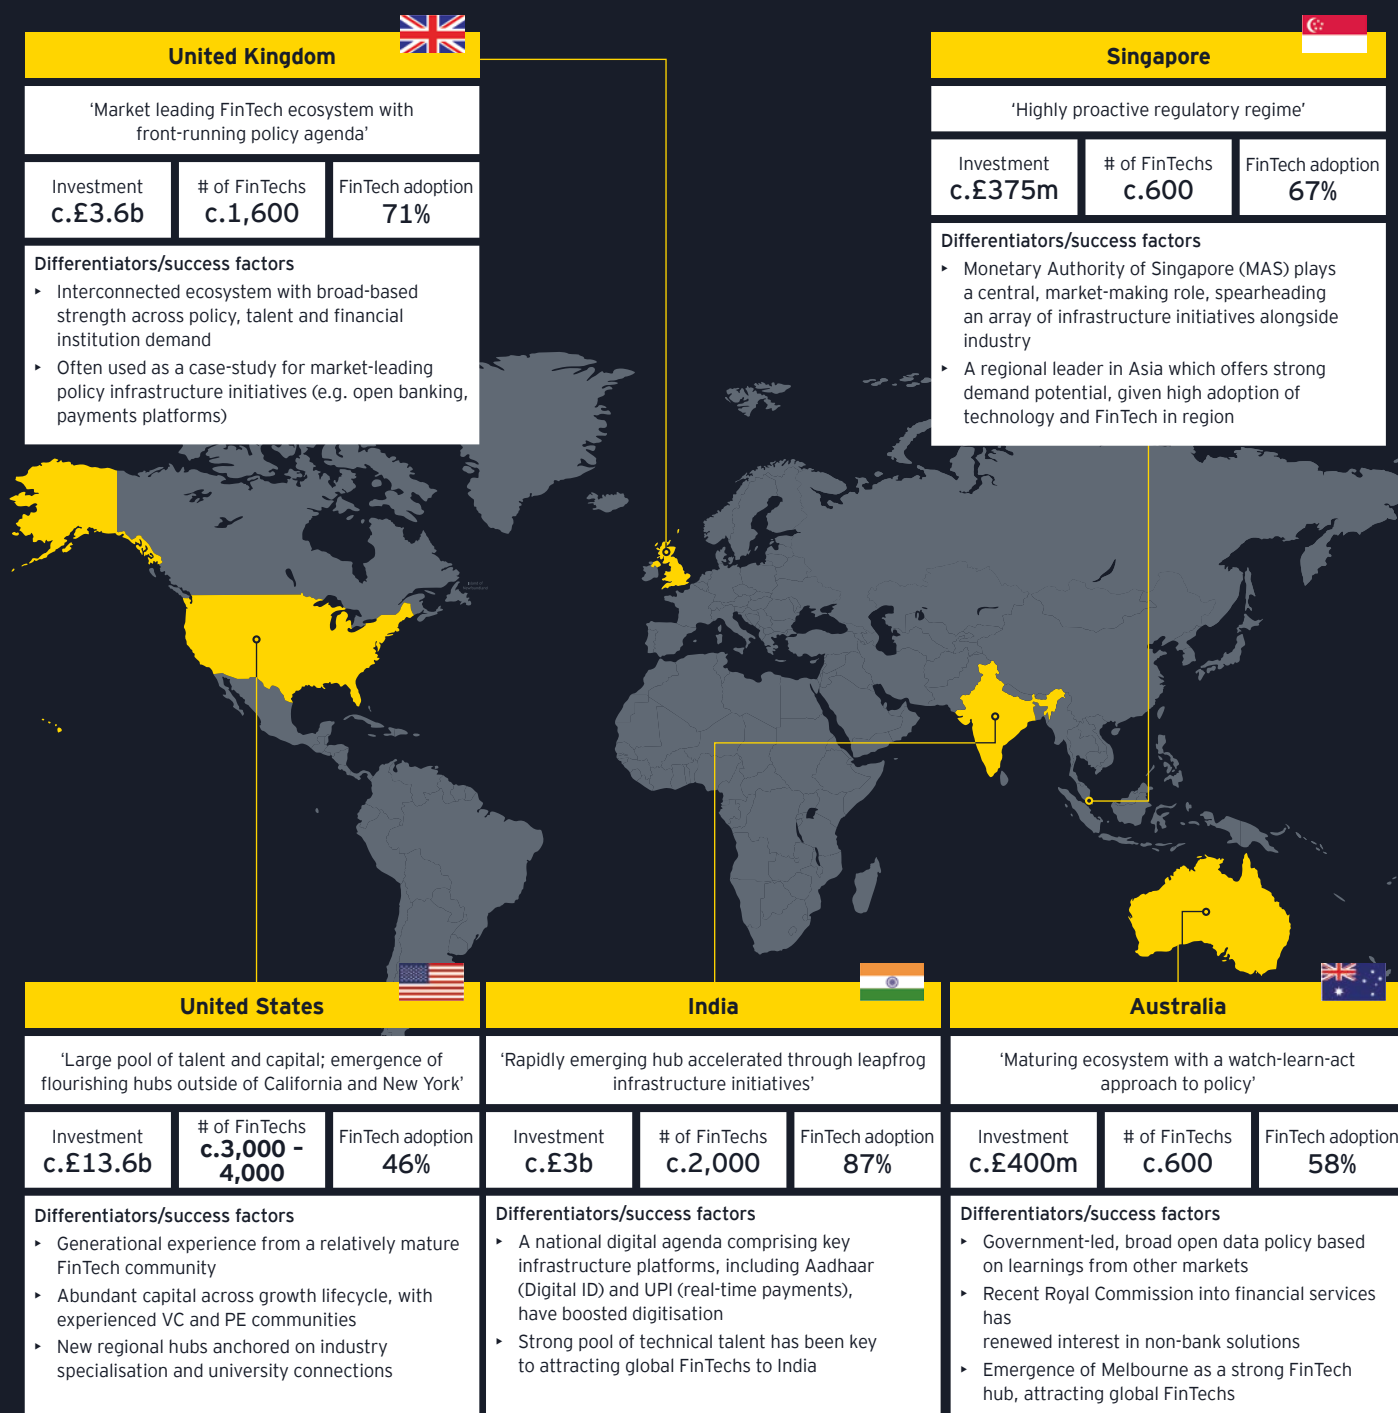 United Kingdom
‘Market leading FinTech ecosystem with
front-running policy agenda’
Investment
c.£3.6b
# of FinTechs
c.1,600
FinTech adoption
71%
Differentiators/success factors
‣ Interconnected ecosystem with broad-based
strength across policy, talent and financial
institution demand
‣ Often used as a case-study for market-leading
policy infrastructure initiatives (e.g. open banking,
payments platforms)
Singapore
‘Highly proactive regulatory regime’
Investment
c.£375m
# of FinTechs
c.600
FinTech adoption
67%
Differentiators/success factors
‣ Monetary Authority of Singapore (MAS) plays
a central, market-making role, spearheading
an array of infrastructure initiatives alongside
industry
‣ A regional leader in Asia which offers strong
demand potential, given high adoption of
technology and FinTech in region
United States
‘Large pool of talent and capital; emergence of
flourishing hubs outside of California and New York’
Investment
c.£13.6b
# of FinTechs
c.3,000 –
4,000
FinTech adoption
46%
Differentiators/success factors
‣ Generational experience from a relatively mature
FinTech community
‣ Abundant capital across growth lifecycle, with
experienced VC and PE communities
‣ New regional hubs anchored on industry
specialisation and university connections
India
‘Rapidly emerging hub accelerated through leapfrog
infrastructure initiatives’
Investment
c.£3b
# of FinTechs
c.2,000
FinTech adoption
87%
Differentiators/success factors
‣ A national digital agenda comprising key
infrastructure platforms, including Aadhaar
(Digital ID) and UPI (real-time payments),
have boosted digitisation
‣ Strong pool of technical talent has been key
to attracting global FinTechs to India
Australia
‘Maturing ecosystem with a watch-learn-act
approach to policy’
Investment
c.£400m
# of FinTechs
c.600
FinTech adoption
58%
Differentiators/success factors
‣ Government-led, broad open data policy based
on learnings from other markets
‣ Recent Royal Commission into financial services
has
renewed interest in non-bank solutions
‣ Emergence of Melbourne as a strong FinTech
hub, attracting global FinTechs